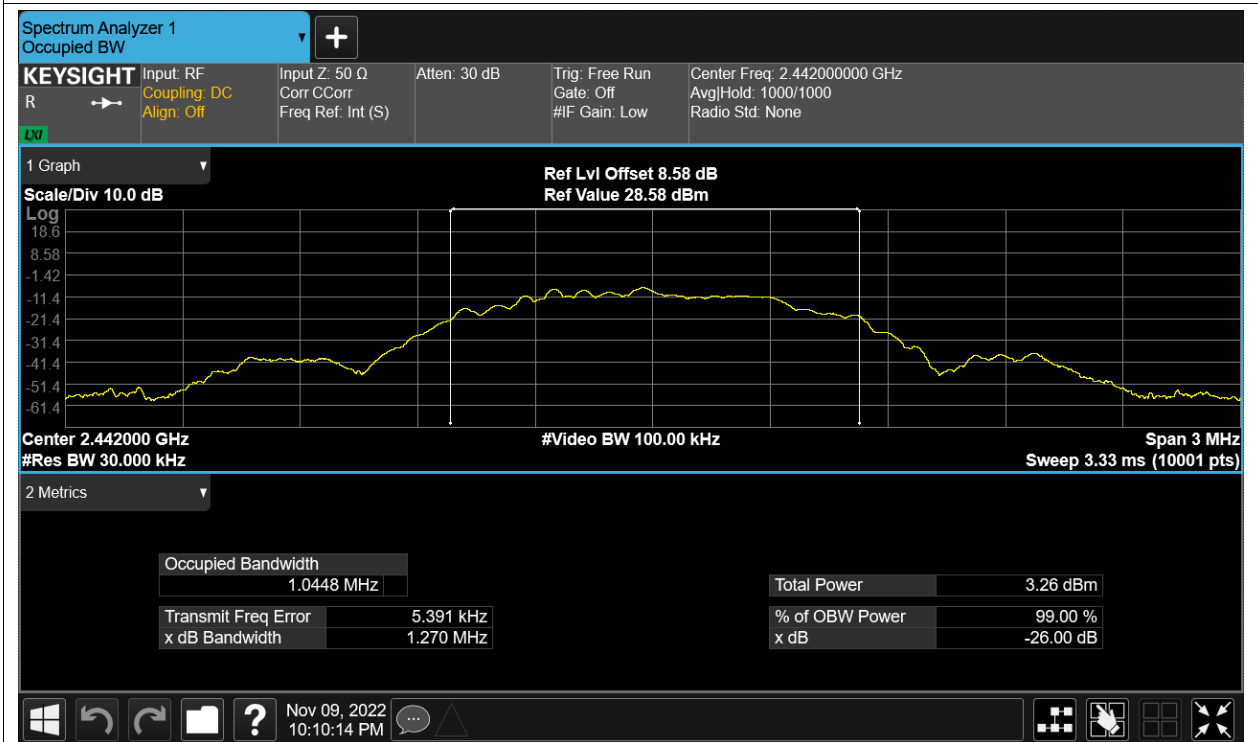 Spectrum Analyzer 1
Occupied BW
KEYSIGHT
R
LXI
Input: RF
Coupling: DC
Align: Off
Input Z: 50 Ω
Corr CCorr
Freq Ref: Int (S)
Atten: 30 dB
Trig: Free Run
Gate: Off
#IF Gain: Low
Center Freq: 2.442000000 GHz
Avg|Hold: 1000/1000
Radio Std: None
1 Graph
Scale/Div 10.0 dB
Ref Lvl Offset 8.58 dB
Ref Value 28.58 dBm
Log
18.6
8.58
-1.42
-11.4
-21.4
-31.4
-41.4
-51.4
-61.4
Center 2.442000 GHz
#Res BW 30.000 kHz
#Video BW 100.00 kHz
Span 3 MHz
Sweep 3.33 ms (10001 pts)
2 Metrics
Occupied Bandwidth
1.0448 MHz
Total Power 3.26 dBm
Transmit Freq Error 5.391 kHz
% of OBW Power 99.00 %
x dB Bandwidth 1.270 MHz
x dB -26.00 dB
?
Nov 09, 2022
10:10:14 PM